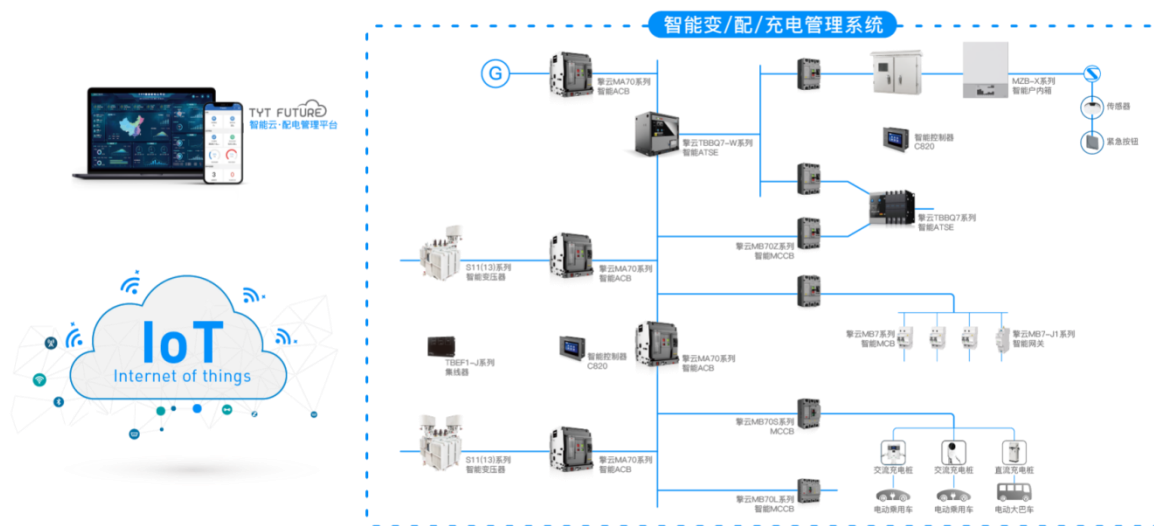 智能变/配/充电管理系统
TYT FUTURE
智能云·配电管理平台
G
擎云MA70系列
智能ACB
MZB-X系列
智能户内箱
传感器
紧急按钮
擎云TBBQ7-W系列
智能ATSE
智能控制器
C820
擎云TBBQ7系列
智能ATSE
擎云MB70Z系列
智能MCCB
S11(13)系列
智能变压器
擎云MA70系列
智能ACB
IoT
Internet of things
TBEF1-J系列
集线器
智能控制器
C820
擎云MA70系列
智能ACB
擎云MB7系列
智能MCB
擎云MB7-J1系列
智能网关
擎云MB70S系列
MCCB
S11(13)系列
智能变压器
擎云MA70系列
智能ACB
交流充电桩
交流充电桩
直流充电桩
擎云MB70L系列
智能MCCB
电动乘用车
电动乘用车
电动大巴车